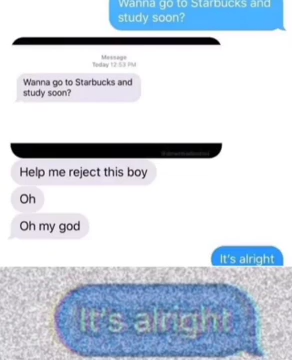 Wanna go to Starbucks and
study soon?
Message
Today 12:53 PM
Wanna go to Starbucks and
study soon?
Help me reject this boy
Oh
Oh my god
It's alright
It's alright